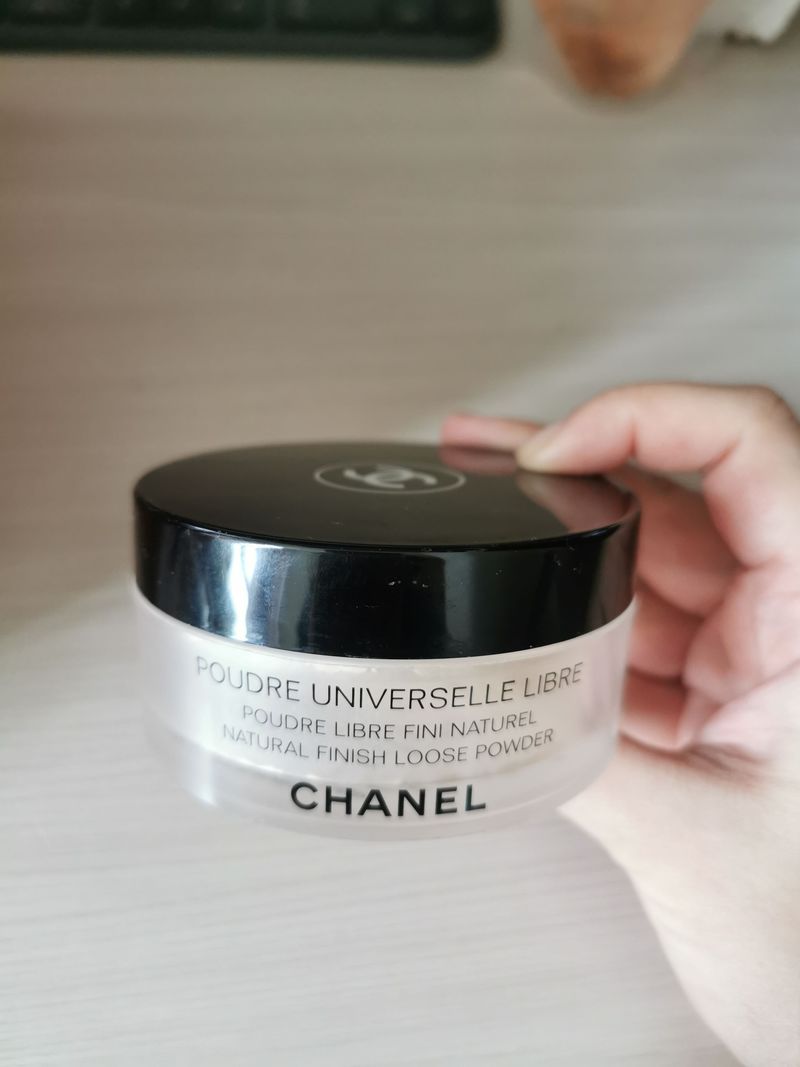 POUDRE UNIVERSELLE LIBRE
POUDRE LIBRE FINI NATUREL
NATURAL FINISH LOOSE POWDER
CHANEL